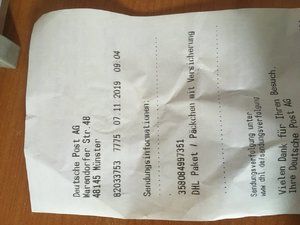 Deutsche Post AG
Warendorfer Str.48
48145 Münster
82033753 7775 07.11.2019 09:04
Sendungsinformationen:
358084997351
DHL Paket / Päckchen mit Versicherung
Sendungsverfolgung unter
www.dhl.de/sendungsverfolgung
Vielen Dank für Ihren Besuch.
Ihre Deutsche Post AG